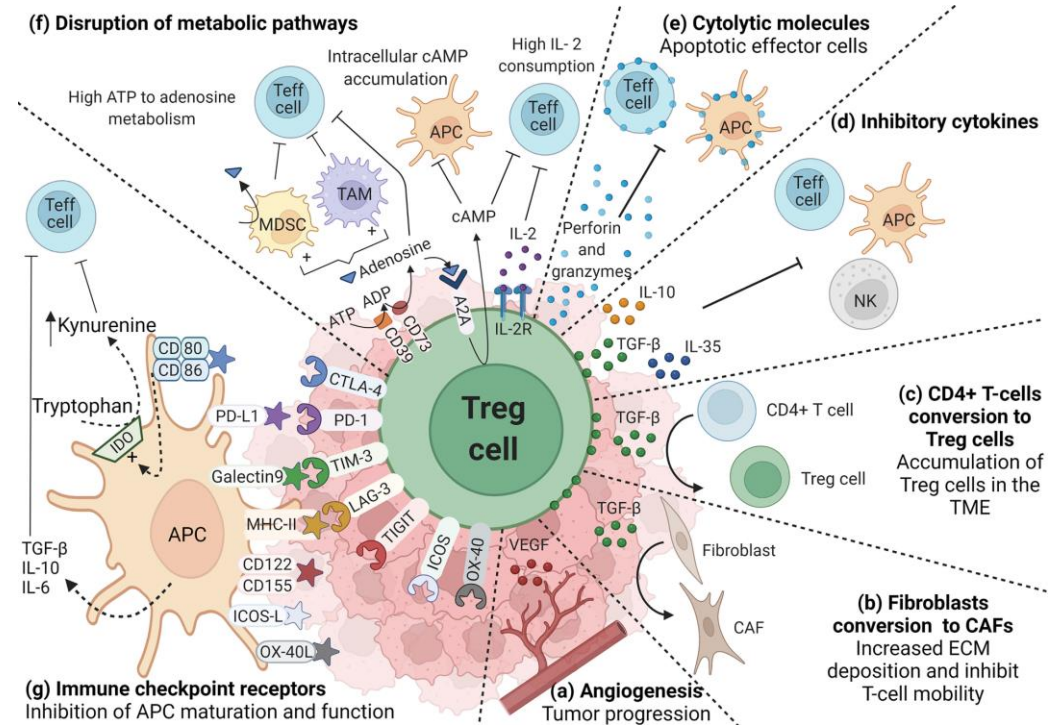 (f) Disruption of metabolic pathways
High ATP to adenosine
metabolism
Intracellular cAMP
accumulation
High IL- 2
consumption
Teff
cell
MDSC
+
TAM
+
APC
Teff
cell
cAMP
Adenosine
ATP
ADP
CD39
CD73
A2A
IL-2
IL-2R
(e) Cytolytic molecules
Apoptotic effector cells
Teff
cell
APC
Perforin
and
granzymes
(d) Inhibitory cytokines
Teff
cell
APC
NK
IL-10
TGF-β
IL-35
(c) CD4+ T-cells
conversion to
Treg cells
Accumulation of
Treg cells in the
TME
TGF-β
CD4+ T cell
Treg cell
(b) Fibroblasts
conversion to CAFs
Increased ECM
deposition and inhibit
T-cell mobility
TGF-β
Fibroblast
CAF
(a) Angiogenesis
Tumor progression
VEGF
Treg
cell
Teff
cell
Kynurenine
Tryptophan
IDO
+
CD 80
CD 86
CTLA-4
PD-L1
PD-1
Galectin9
TIM-3
MHC-II
LAG-3
CD122
CD155
TIGIT
ICOS-L
ICOS
OX-40L
OX-40
APC
TGF-β
IL-10
IL-6
(g) Immune checkpoint receptors
Inhibition of APC maturation and function